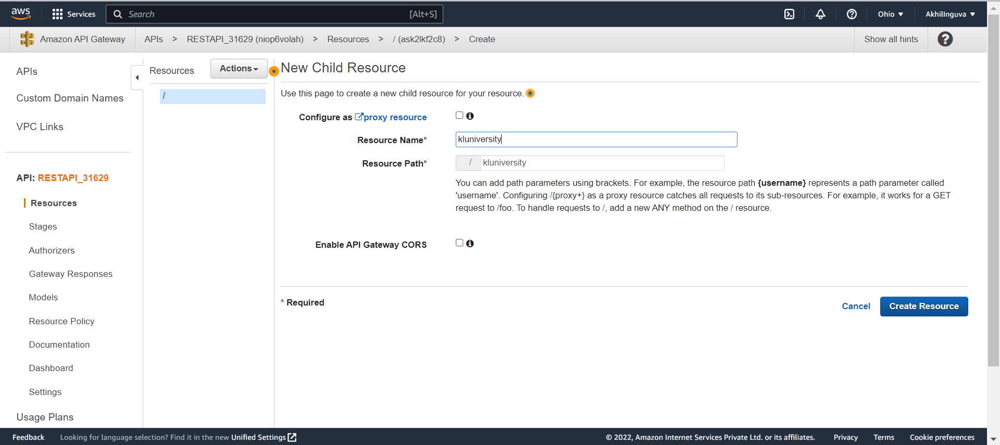 aws Services Search [Alt+S] Ohio ▼ AkhilInguva ▼
Amazon API Gateway APIs > RESTAPI_31629 (niop6volah) > Resources > / (ask2lkf2c8) > Create Show all hints ?
APIs
Custom Domain Names
VPC Links
API: RESTAPI_31629
Resources
Stages
Authorizers
Gateway Responses
Models
Resource Policy
Documentation
Dashboard
Settings
Usage Plans
Resources Actions
/
New Child Resource
Use this page to create a new child resource for your resource.
Configure as proxy resource
Resource Name* kluniversity
Resource Path* / kluniversity
You can add path parameters using brackets. For example, the resource path {username} represents a path parameter called
'username'. Configuring /{proxy+} as a proxy resource catches all requests to its sub-resources. For example, it works for a GET
request to /foo. To handle requests to /, add a new ANY method on the / resource.
Enable API Gateway CORS
* Required
Cancel Create Resource
Feedback Looking for language selection? Find it in the new Unified Settings © 2022, Amazon Internet Services Private Ltd. or its affiliates. Privacy Terms Cookie preferences